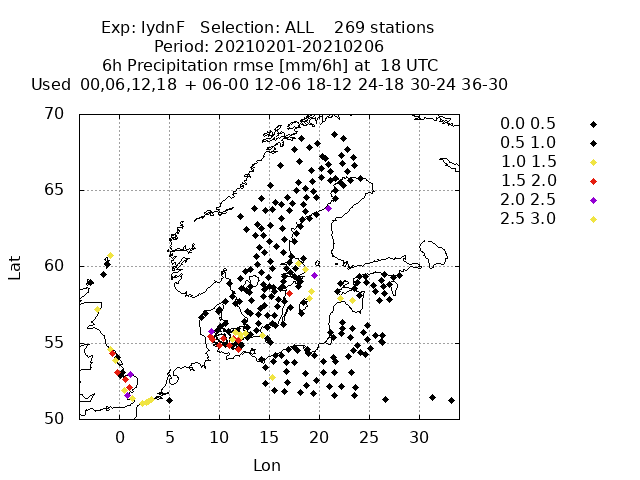 Exp: IydnF   Selection: ALL    269 stations
Period: 20210201-20210206
6h Precipitation rmse [mm/6h] at  18 UTC
Used  00,06,12,18  + 06-00 12-06 18-12 24-18 30-24 36-30
0.0 0.5
0.5 1.0
1.0 1.5
1.5 2.0
2.0 2.5
2.5 3.0
70
65
60
55
50
Lat
0 5 10 15 20 25 30
Lon